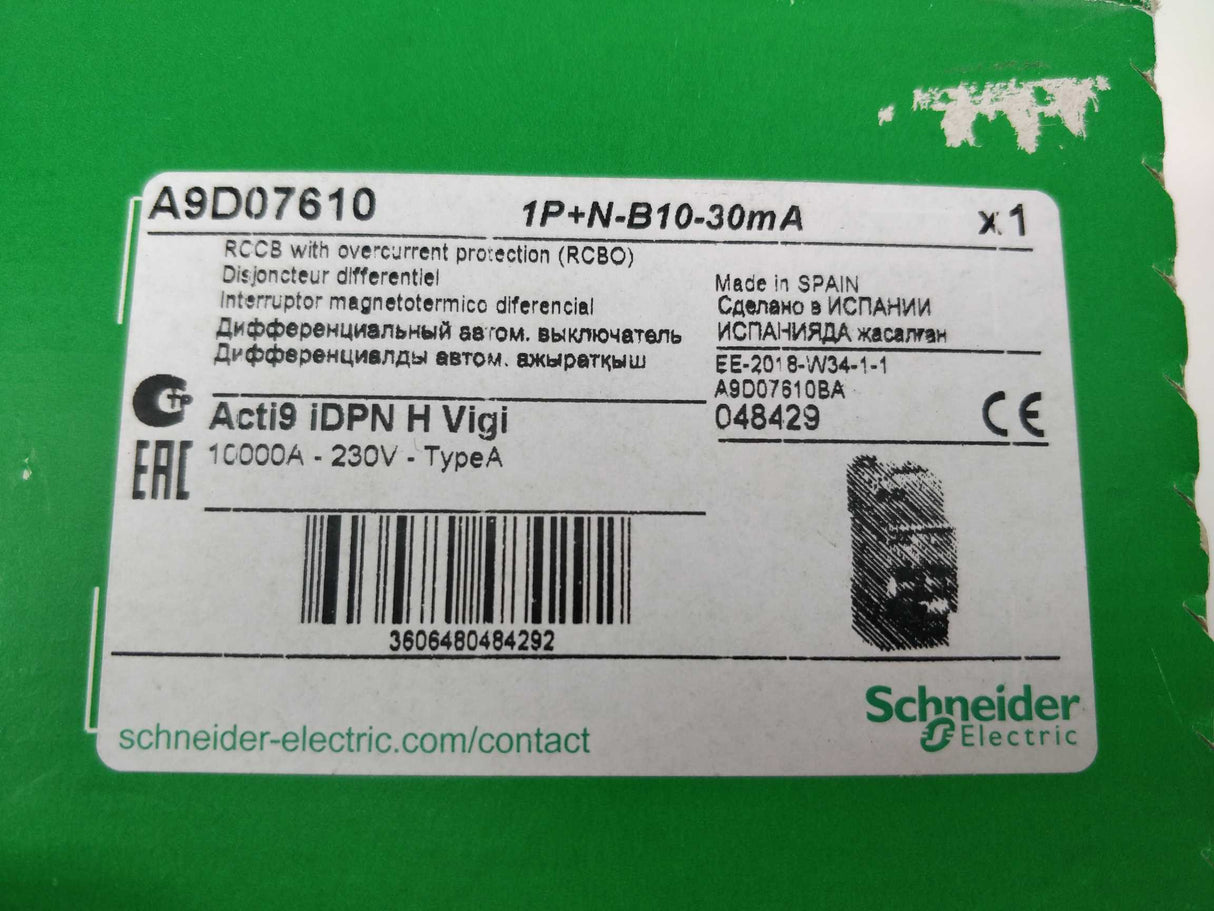 A9D07610 1P+N-B10-30mA x 1
RCCB with overcurrent protection (RCBO)
Disjoncteur differentiel
Interruptor magnetotermico diferencial
Дифференциальный автом. выключатель
Дифференциалды автом. ажыратқыш
Made in SPAIN
Сделано в ИСПАНИИ
ИСПАНИЯДА жасалған
EE-2018-W34-1-1
A9D07610BA
048429
CE
Acti9 iDPN H Vigi
10000A - 230V - TypeA
EAC
3606480484292
schneider-electric.com/contact
Schneider
Electric